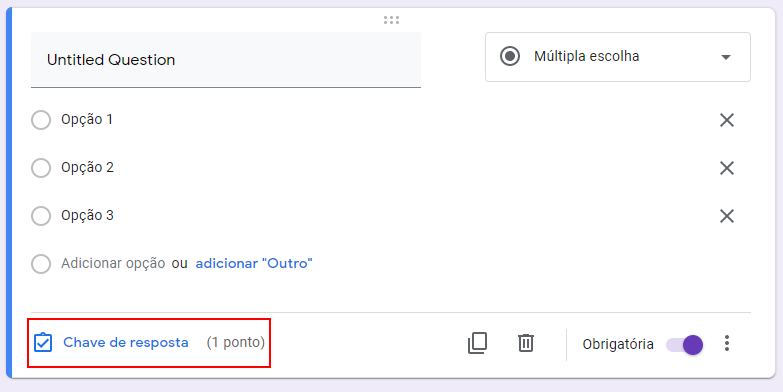 Untitled Question
Múltipla escolha
Opção 1
Opção 2
Opção 3
Adicionar opção ou adicionar "Outro"
Chave de resposta (1 ponto) Obrigatória